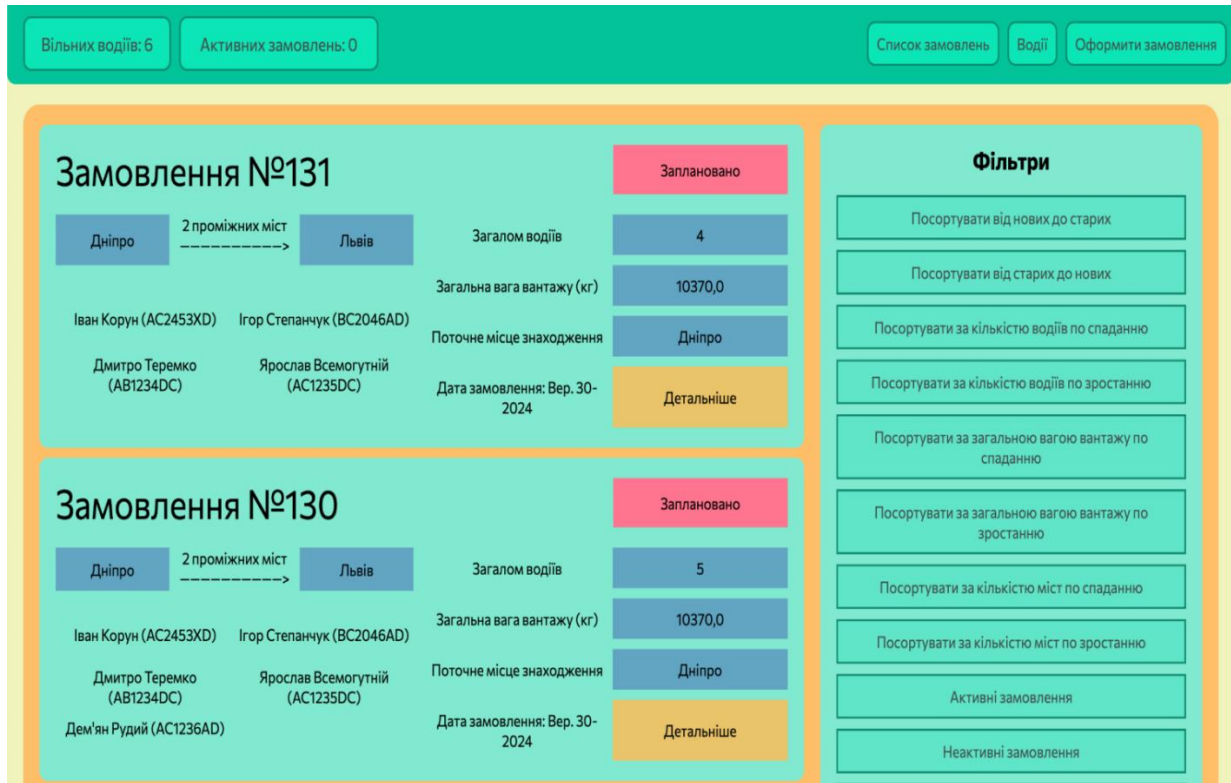 Вільних водіїв: 6
Активних замовлень: 0
Список замовлень
Водії
Оформити замовлення
Замовлення №131
Заплановано
Дніпро
2 проміжних міст
---------->
Львів
Загалом водіїв
4
Загальна вага вантажу (кг)
10370,0
Іван Корун (AC2453XD)
Ігор Степанчук (BC2046AD)
Поточне місце знаходження
Дніпро
Дмитро Теремко
(AB1234DC)
Ярослав Всемогутній
(AC1235DC)
Дата замовлення: Вер. 30-
2024
Детальніше
Замовлення №130
Заплановано
Дніпро
2 проміжних міст
---------->
Львів
Загалом водіїв
5
Загальна вага вантажу (кг)
10370,0
Іван Корун (AC2453XD)
Ігор Степанчук (BC2046AD)
Поточне місце знаходження
Дніпро
Дмитро Теремко
(AB1234DC)
Ярослав Всемогутній
(AC1235DC)
Дем'ян Рудий (AC1236AD)
Дата замовлення: Вер. 30-
2024
Детальніше
Фільтри
Посортувати від нових до старих
Посортувати від старих до нових
Посортувати за кількістю водіїв по спаданню
Посортувати за кількістю водіїв по зростанню
Посортувати за загальною вагою вантажу по
спаданню
Посортувати за загальною вагою вантажу по
зростанню
Посортувати за кількістю міст по спаданню
Посортувати за кількістю міст по зростанню
Активні замовлення
Неактивні замовлення